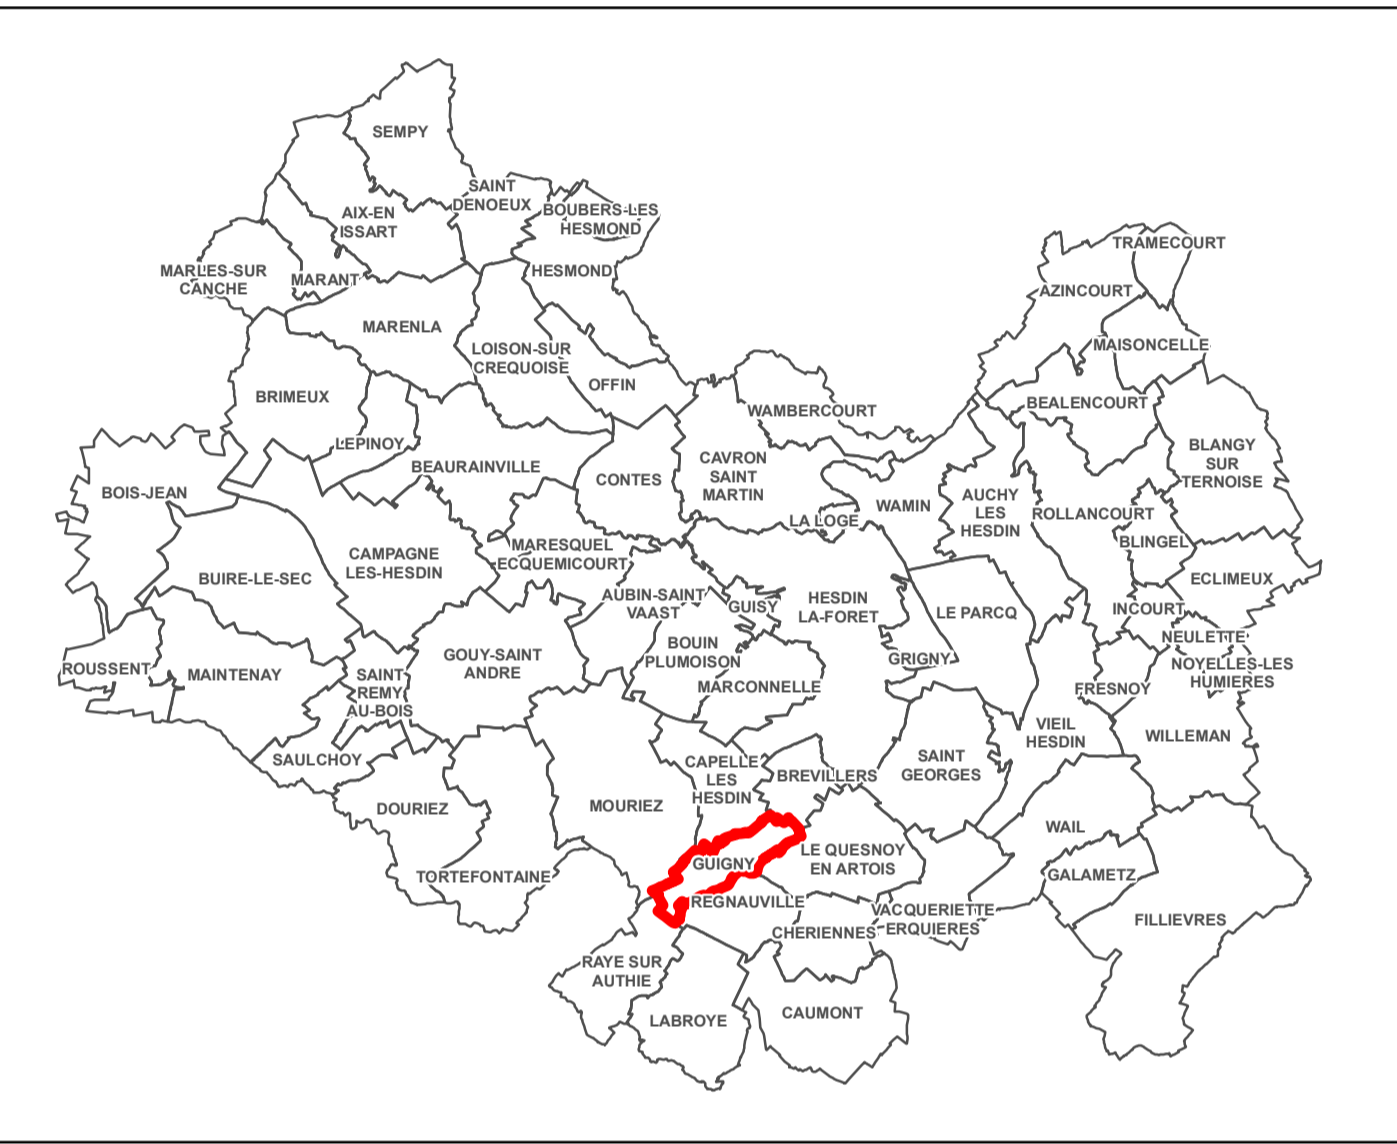 SEMPY
SAINT
DENOEUX
BOUBERS-LES
HESMOND
AIX-EN
ISSART
TRAMECOURT
MARLES-SUR
CANCHE
MARANT
HESMOND
AZINCOURT
MARENLA
MAISONCELLE
LOISON-SUR
CREQUOISE
OFFIN
BRIMEUX
WAMBERCOURT
BEALENCOURT
LEPINOY
BEAURAINVILLE
CONTES
CAVRON
SAINT
MARTIN
BLANGY
SUR
TERNOISE
BOIS-JEAN
WAMIN
AUCHY
LES
HESDIN
ROLLANCOURT
LA LOGE
BLINGEL
MARESQUEL
ECQUEMICOURT
CAMPAGNE
LES-HESDIN
BUIRE-LE-SEC
ECLIMEUX
AUBIN-SAINT
VAAST
GUISY
HESDIN
LA-FORET
LE PARCQ
INCOURT
NEULETTE
BOUIN
PLUMOISON
GRIGNY
NOYELLES-LES
HUMIERES
ROUSSENT
MAINTENAY
SAINT
REMY
AU-BOIS
GOUY-SAINT
ANDRE
MARCONNELLE
FRESNOY
VIEIL
HESDIN
WILLEMAN
SAULCHOY
CAPELLE
LES
HESDIN
BREVILLERS
SAINT
GEORGES
DOURIEZ
MOURIEZ
WAIL
GUIGNY
LE QUESNOY
EN ARTOIS
TORTEFONTAINE
GALAMETZ
REGNAUVILLE
VACQUERIETTE
ERQUIERES
FILLIEVRES
CHERIENNES
RAYE SUR
AUTHIE
LABROYE
CAUMONT